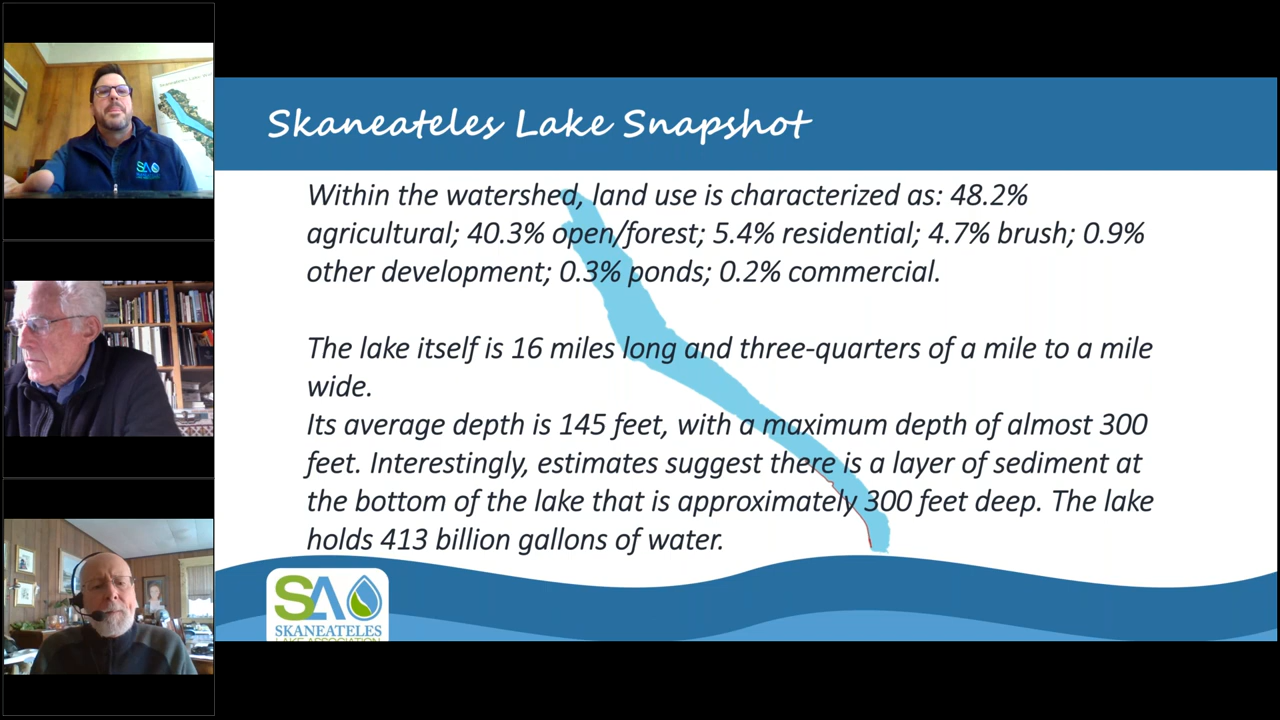 Skaneateles Lake Snapshot
Within the watershed, land use is characterized as: 48.2%
agricultural; 40.3% open/forest; 5.4% residential; 4.7% brush; 0.9%
other development; 0.3% ponds; 0.2% commercial.
The lake itself is 16 miles long and three-quarters of a mile to a mile
wide.
Its average depth is 145 feet, with a maximum depth of almost 300
feet. Interestingly, estimates suggest there is a layer of sediment at
the bottom of the lake that is approximately 300 feet deep. The lake
holds 413 billion gallons of water.
SLA
SKANEATELES
LAKE ASSOCIATION